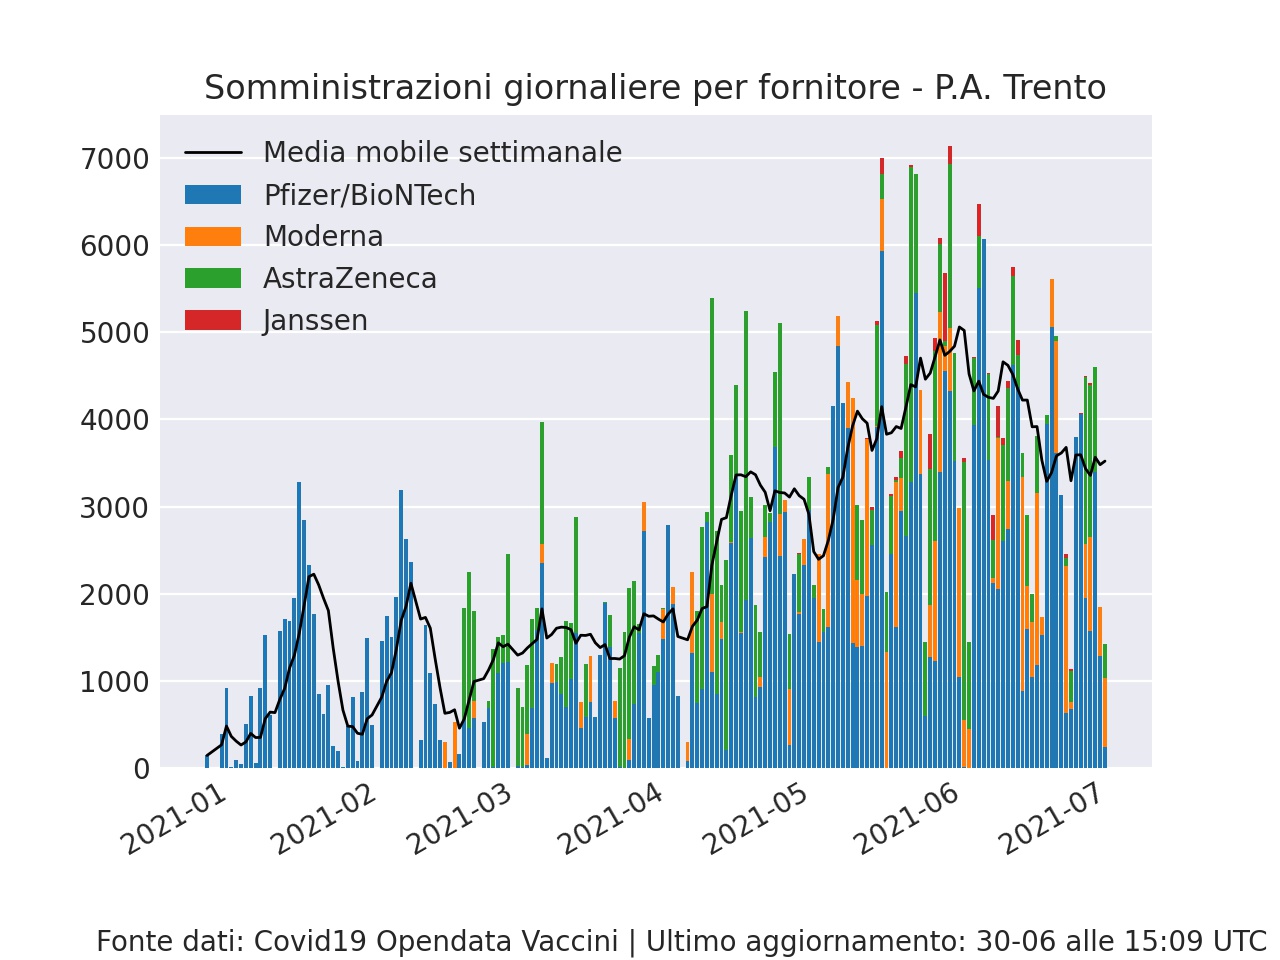 Somministrazioni giornaliere per fornitore - P.A. Trento
Media mobile settimanale
Pfizer/BioNTech
Moderna
AstraZeneca
Janssen
7000
6000
5000
4000
3000
2000
1000
0
2021-01
2021-02
2021-03
2021-04
2021-05
2021-06
2021-07
Fonte dati: Covid19 Opendata Vaccini | Ultimo aggiornamento: 30-06 alle 15:09 UTC